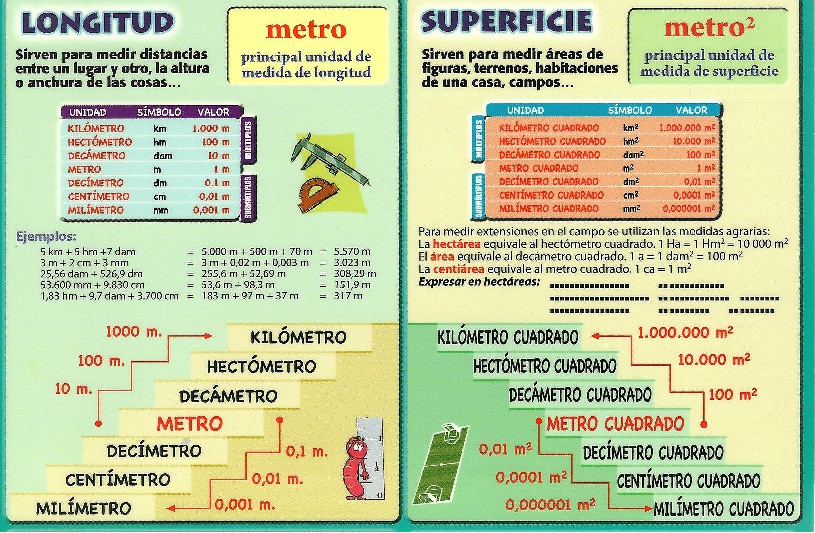 LONGITUD
Sirven para medir distancias
entre un lugar y otro, la altura
o anchura de las cosas...
metro
principal unidad de
medida de longitud
UNIDAD SÍMBOLO VALOR
KILÓMETRO km 1.000 m
HECTÓMETRO hm 100 m
DECÁMETRO dam 10 m
METRO m 1 m
DECÍMETRO dm 0,1 m
CENTÍMETRO cm 0,01 m
MILÍMETRO mm 0,001 m
MÚLTIPLOS
SUBMÚLTIPLOS
Ejemplos:
5 km + 5 hm +7 dam = 5.000 m + 500 m + 70 m = 5.570 m
3 m + 2 cm + 3 mm = 3 m + 0,02 m + 0,003 m = 3.023 m
25,56 dam + 526,9 dm = 255,6 m + 52,69 m = 308,29 m
53.600 mm + 9.830 cm = 53,6 m + 98,3 m = 151,9 m
1,83 hm + 9,7 dam + 3.700 cm = 183 m + 97 m + 37 m = 317 m
1000 m.
100 m.
10 m.
KILÓMETRO
HECTÓMETRO
DECÁMETRO
METRO
DECÍMETRO
CENTÍMETRO
MILÍMETRO
0,1 m.
0,01 m.
0,001 m.
SUPERFICIE
Sirven para medir áreas de
figuras, terrenos, habitaciones
de una casa, campos...
metro²
principal unidad de
medida de superficie
UNIDAD SÍMBOLO VALOR
KILÓMETRO CUADRADO km² 1.000.000 m²
HECTÓMETRO CUADRADO hm² 10.000 m²
DECÁMETRO CUADRADO dam² 100 m²
METRO CUADRADO m² 1 m²
DECÍMETRO CUADRADO dm² 0,01 m²
CENTÍMETRO CUADRADO cm² 0,0001 m²
MILÍMETRO CUADRADO mm² 0,000001 m²
MÚLTIPLOS
SUBMÚLTIPLOS
Para medir extensiones en el campo se utilizan las medidas agrarias:
La hectárea equivale al hectómetro cuadrado. 1 Ha = 1 Hm² = 10 000 m²
El área equivale al decámetro cuadrado. 1 a = 1 dam² = 100 m²
La centiárea equivale al metro cuadrado. 1 ca = 1 m²
Expresar en hectáreas:
KILÓMETRO CUADRADO
HECTÓMETRO CUADRADO
DECÁMETRO CUADRADO
METRO CUADRADO
DECÍMETRO CUADRADO
CENTÍMETRO CUADRADO
MILÍMETRO CUADRADO
1.000.000 m²
10.000 m²
100 m²
0,01 m²
0,0001 m²
0,000001 m²